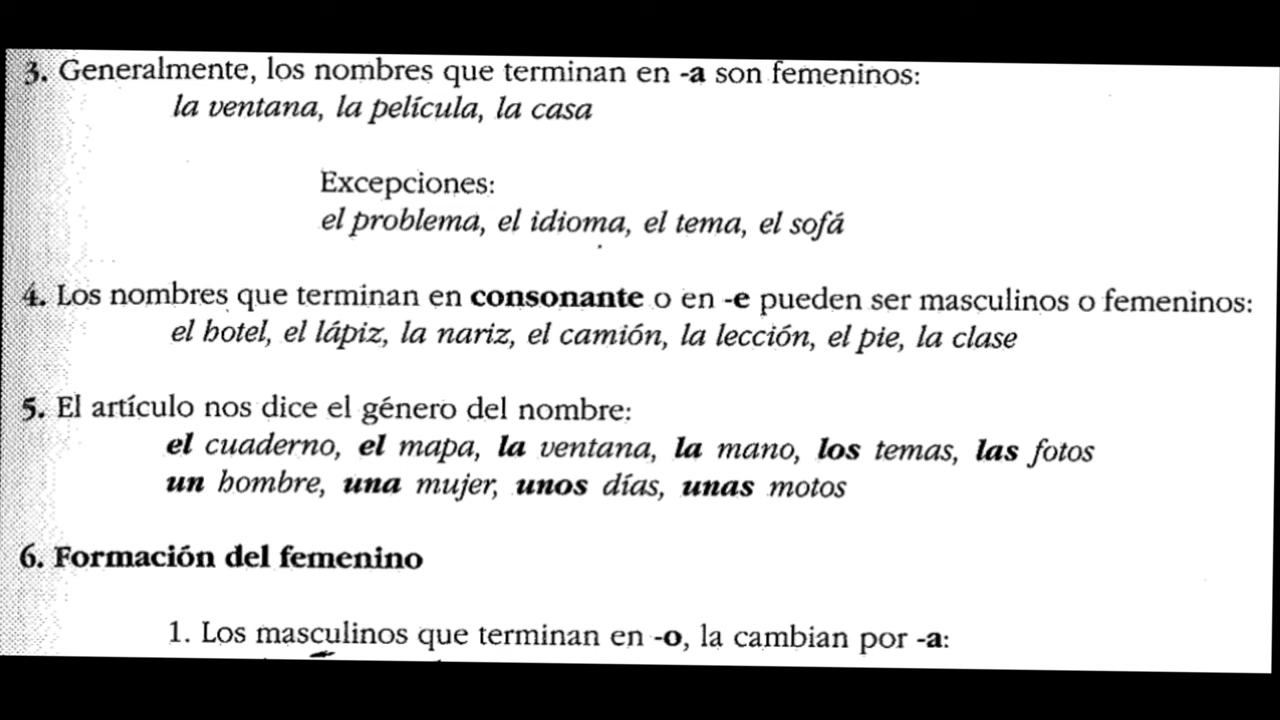 3. Generalmente, los nombres que terminan en -a son femeninos:
la ventana, la película, la casa
Excepciones:
el problema, el idioma, el tema, el sofá
4. Los nombres que terminan en consonante o en -e pueden ser masculinos o femeninos:
el hotel, el lápiz, la nariz, el camión, la lección, el pie, la clase
5. El artículo nos dice el género del nombre:
el cuaderno, el mapa, la ventana, la mano, los temas, las fotos
un hombre, una mujer, unos días, unas motos
6. Formación del femenino
1. Los masculinos que terminan en -o, la cambian por -a: